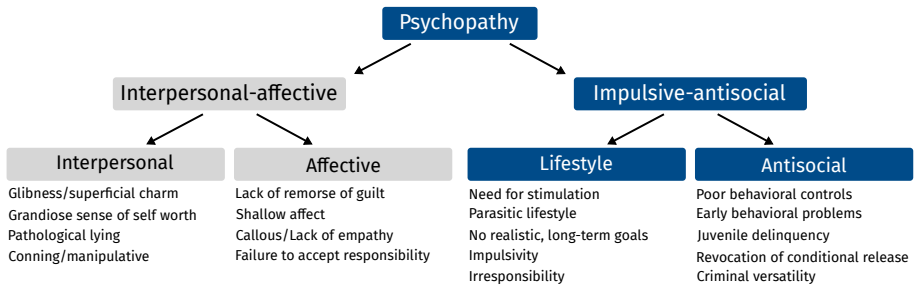 Psychopathy
Interpersonal-affective
Impulsive-antisocial
Interpersonal
Glibness/superficial charm
Grandiose sense of self worth
Pathological lying
Conning/manipulative
Affective
Lack of remorse of guilt
Shallow affect
Callous/Lack of empathy
Failure to accept responsibility
Lifestyle
Need for stimulation
Parasitic lifestyle
No realistic, long-term goals
Impulsivity
Irresponsibility
Antisocial
Poor behavioral controls
Early behavioral problems
Juvenile delinquency
Revocation of conditional release
Criminal versatility